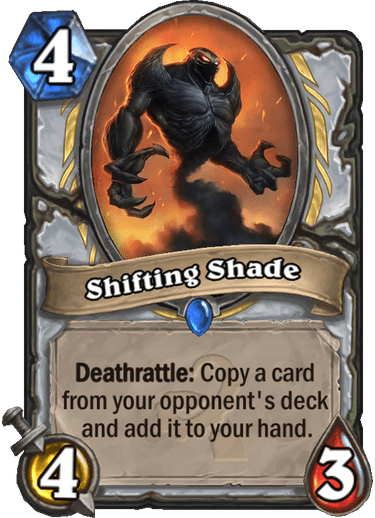 4
Shifting Shade
Deathrattle: Copy a card
from your opponent's deck
and add it to your hand.
4
3